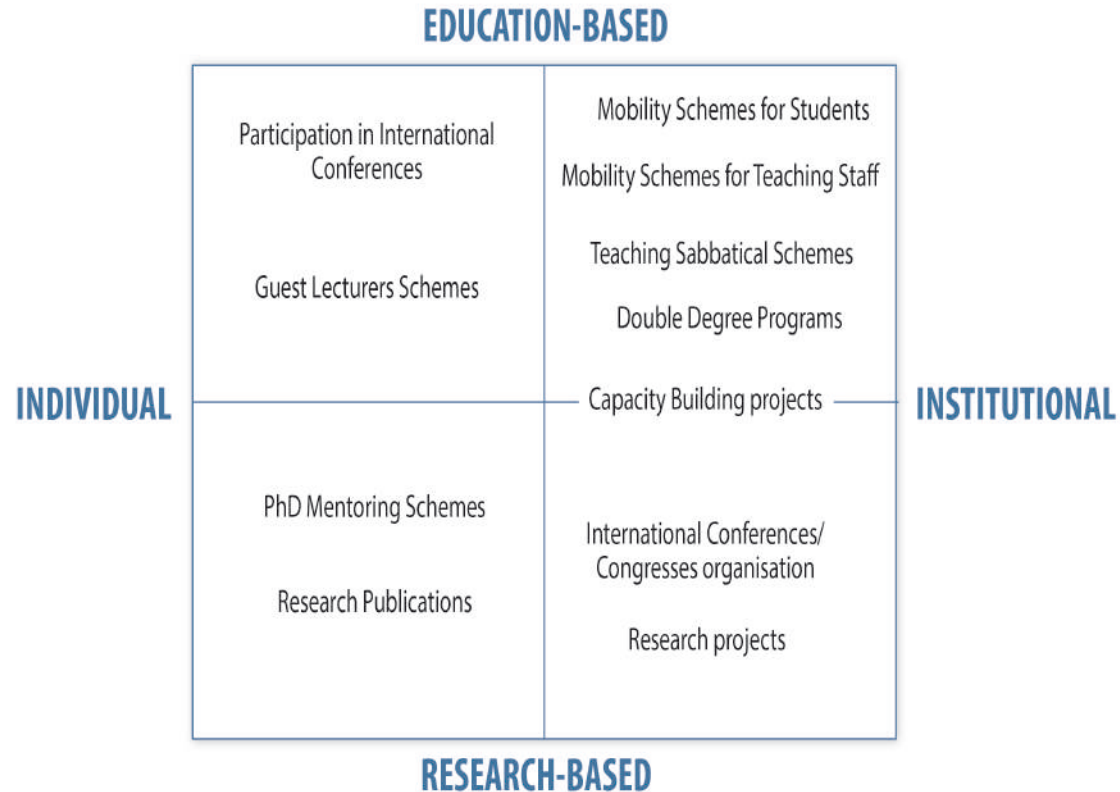 EDUCATION-BASED
Participation in International
Conferences
Guest Lecturers Schemes
Mobility Schemes for Students
Mobility Schemes for Teaching Staff
Teaching Sabbatical Schemes
Double Degree Programs
INDIVIDUAL
Capacity Building projects
INSTITUTIONAL
PhD Mentoring Schemes
Research Publications
International Conferences/
Congresses organisation
Research projects
RESEARCH-BASED